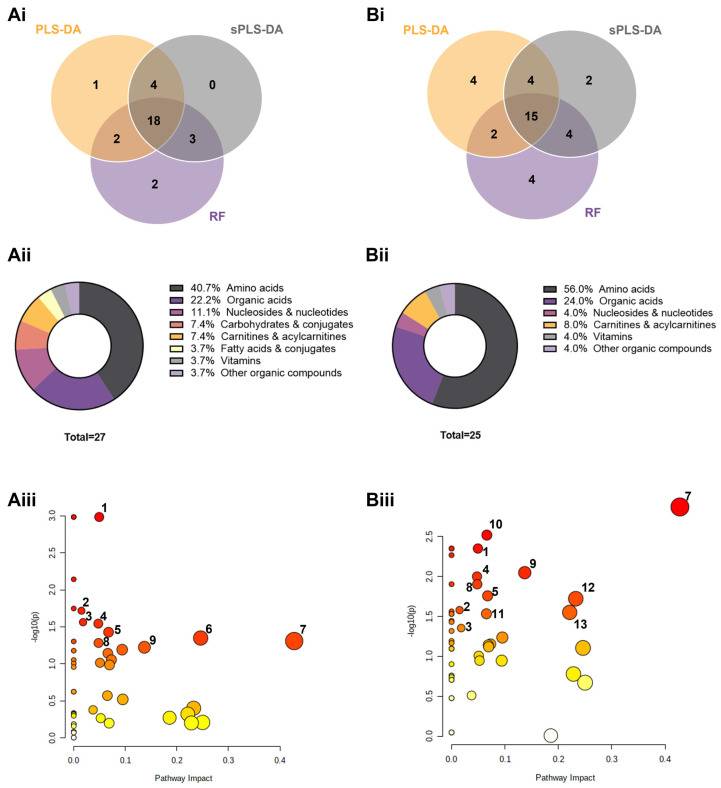 Ai
Bi
PLS-DA
sPLS-DA
PLS-DA
sPLS-DA
1
4
0
18
2
3
2
RF
4
4
2
15
2
4
4
RF
Aii
Bii
40.7% Amino acids
22.2% Organic acids
11.1% Nucleosides & nucleotides
7.4% Carbohydrates & conjugates
7.4% Carnitines & acylcarnitines
3.7% Fatty acids & conjugates
3.7% Vitamins
3.7% Other organic compounds
Total=27
56.0% Amino acids
24.0% Organic acids
4.0% Nucleosides & nucleotides
8.0% Carnitines & acylcarnitines
4.0% Vitamins
4.0% Other organic compounds
Total=25
Aiii
Biii
-log10(p)
3.0
2.5
2.0
1.5
1.0
0.5
0.0
1
2
3
4
5
6
7
8
9
0.0
0.1
0.2
0.3
0.4
Pathway Impact
-log10(p)
2.5
2.0
1.5
1.0
0.5
0.0
7
10
1
4
9
8
5
12
2
11
13
3
0.0
0.1
0.2
0.3
0.4
Pathway Impact